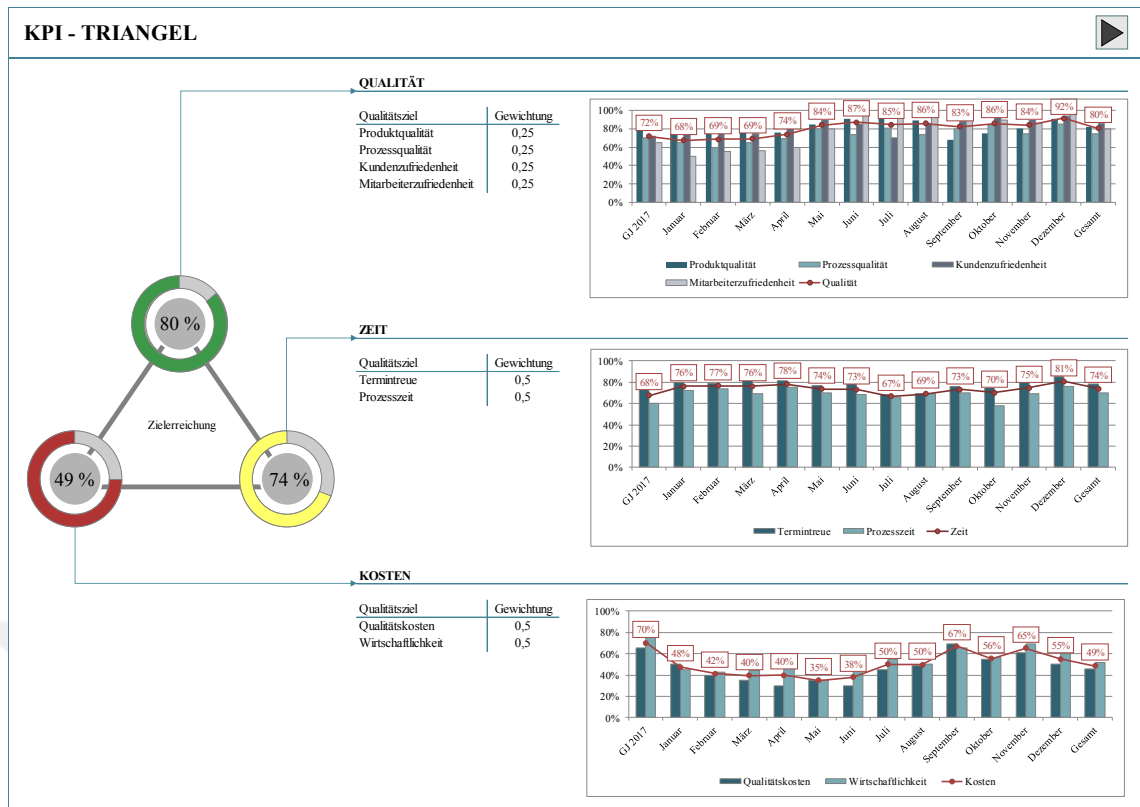 KPI - TRIANGEL
QUALITÄT
Qualitätsziel Gewichtung
Produktqualität 0,25
Prozessqualität 0,25
Kundenzufriedenheit 0,25
Mitarbeiterzufriedenheit 0,25
100%
80%
60%
40%
20%
0%
72% 68% 69% 69% 74% 84% 87% 85% 86% 83% 86% 84% 92% 80%
GJ 2017 Januar Februar März April Mai Juni Juli August September Oktober November Dezember Gesamt
Produktqualität Prozessqualität Kundenzufriedenheit
Mitarbeiterzufriedenheit Qualität
80 %
Zielerreichung
49 %
74 %
ZEIT
Qualitätsziel Gewichtung
Termintreue 0,5
Prozesszeit 0,5
100%
80%
60%
40%
20%
0%
68% 76% 77% 76% 78% 74% 73% 67% 69% 73% 70% 75% 81% 74%
GJ 2017 Januar Februar März April Mai Juni Juli August September Oktober November Dezember Gesamt
Termintreue Prozesszeit Zeit
KOSTEN
Qualitätsziel Gewichtung
Qualitätskosten 0,5
Wirtschaftlichkeit 0,5
100%
80%
60%
40%
20%
0%
70% 48% 42% 40% 40% 35% 38% 50% 50% 67% 56% 65% 55% 49%
GJ 2017 Januar Februar März April Mai Juni Juli August September Oktober November Dezember Gesamt
Qualitätskosten Wirtschaftlichkeit Kosten